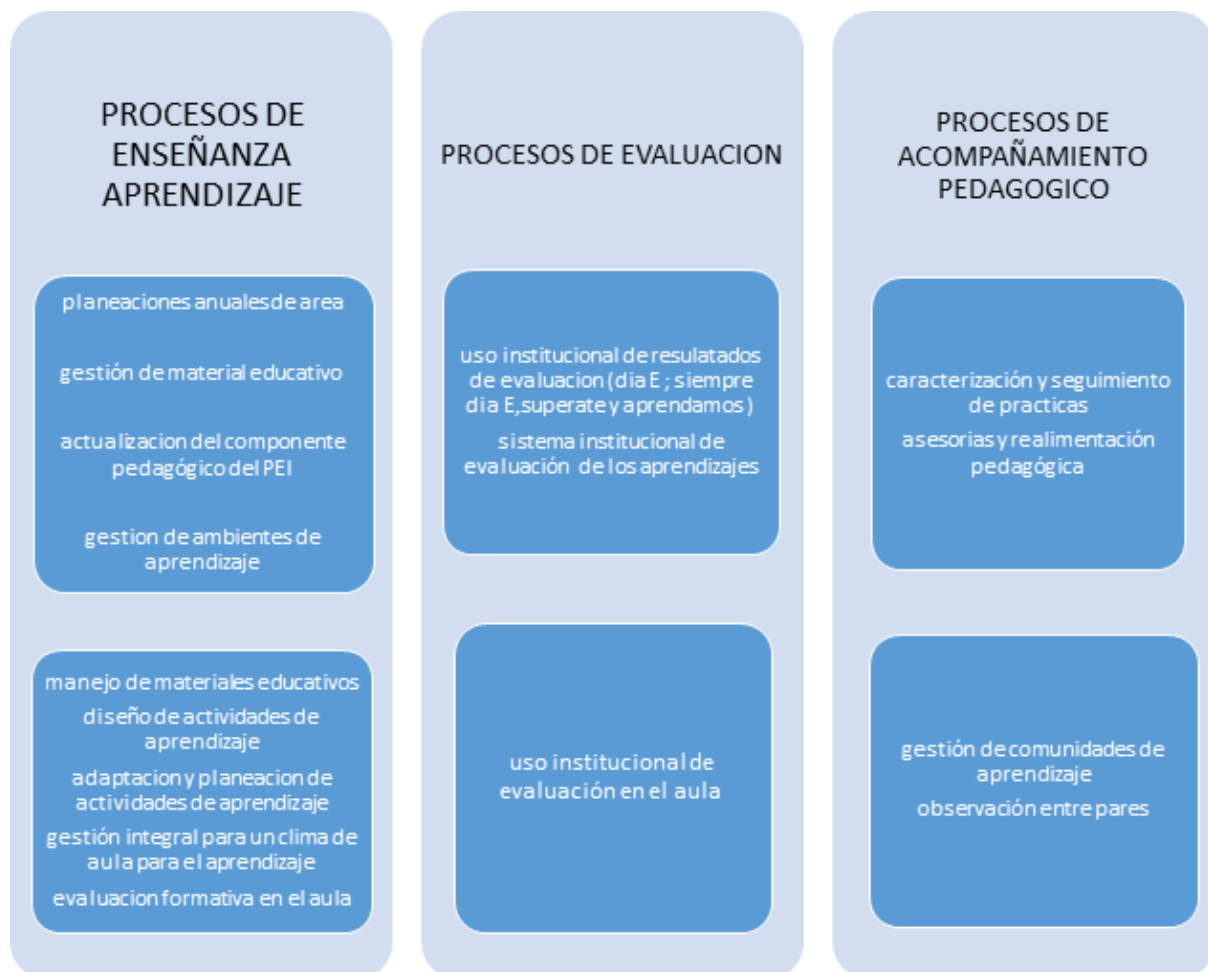 PROCESOS DE
ENSEÑANZA
APRENDIZAJE
planeaciones anuales de area
gestión de material educativo
actualizacion del componente
pedagógico del PEI
gestion de ambientes de
aprendizaje
manejo de materiales educativos
diseño de actividades de
aprendizaje
adaptacion y planeacion de
actividades de aprendizaje
gestión integral para un clima de
aula para el aprendizaje
evaluacion formativa en el aula
PROCESOS DE EVALUACION
uso institucional de resulatados
de evaluacion (dia E ; siempre
dia E,superate y aprendamos )
sistema institucional de
evaluación de los aprendizajes
uso institucional de
evaluación en el aula
PROCESOS DE
ACOMPAÑAMIENTO
PEDAGOGICO
caracterización y seguimiento
de practicas
asesorias y realimentación
pedagógica
gestión de comunidades de
aprendizaje
observación entre pares